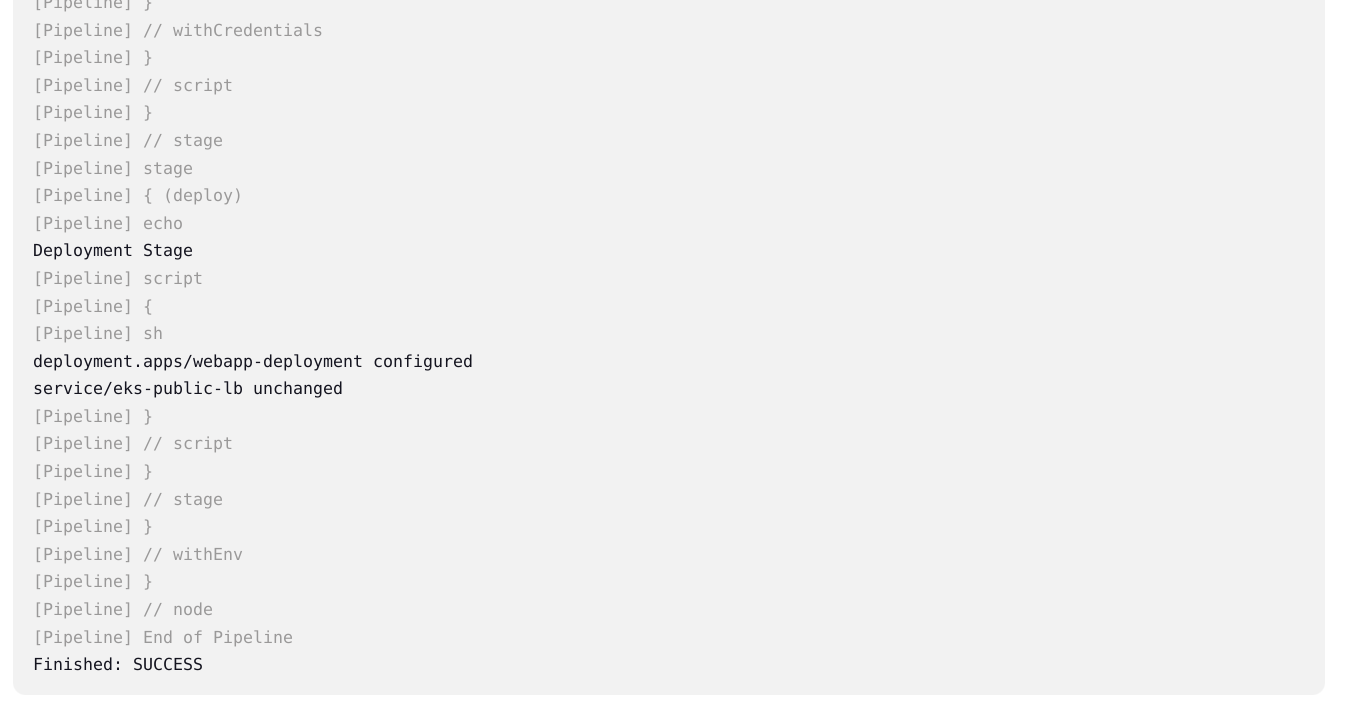 [Pipeline] }
[Pipeline] // withCredentials
[Pipeline] }
[Pipeline] // script
[Pipeline] }
[Pipeline] // stage
[Pipeline] stage
[Pipeline] { (deploy)
[Pipeline] echo
Deployment Stage
[Pipeline] script
[Pipeline] {
[Pipeline] sh
deployment.apps/webapp-deployment configured
service/eks-public-lb unchanged
[Pipeline] }
[Pipeline] // script
[Pipeline] }
[Pipeline] // stage
[Pipeline] }
[Pipeline] // withEnv
[Pipeline] }
[Pipeline] // node
[Pipeline] End of Pipeline
Finished: SUCCESS